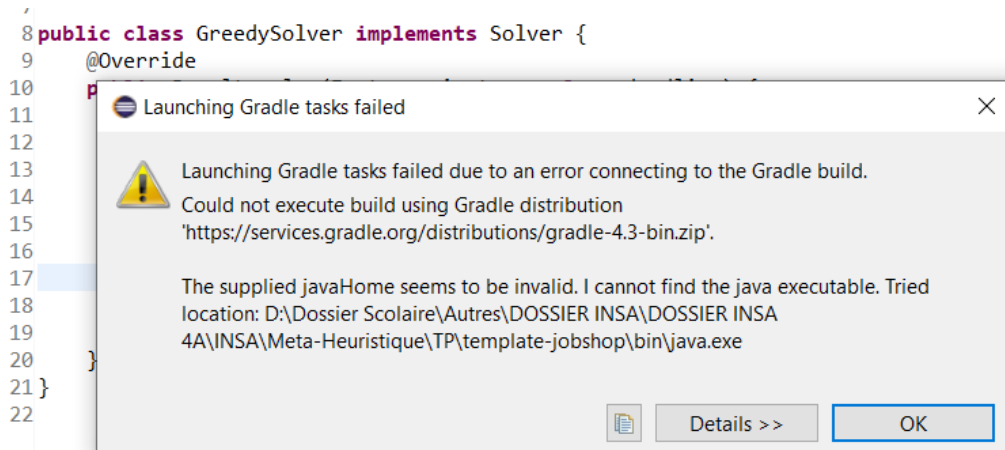 7
8 public class GreedySolver implements Solver {
9 @Override
10
11 Launching Gradle tasks failed
12
13 Launching Gradle tasks failed due to an error connecting to the Gradle build.
14 Could not execute build using Gradle distribution
15 'https://services.gradle.org/distributions/gradle-4.3-bin.zip'.
16
17 The supplied javaHome seems to be invalid. I cannot find the java executable. Tried
18 location: D:\Dossier Scolaire\Autres\DOSSIER INSA\DOSSIER INSA
19 4A\INSA\Meta-Heuristique\TP\template-jobshop\bin\java.exe
20 }
21 }
22
Details >> OK